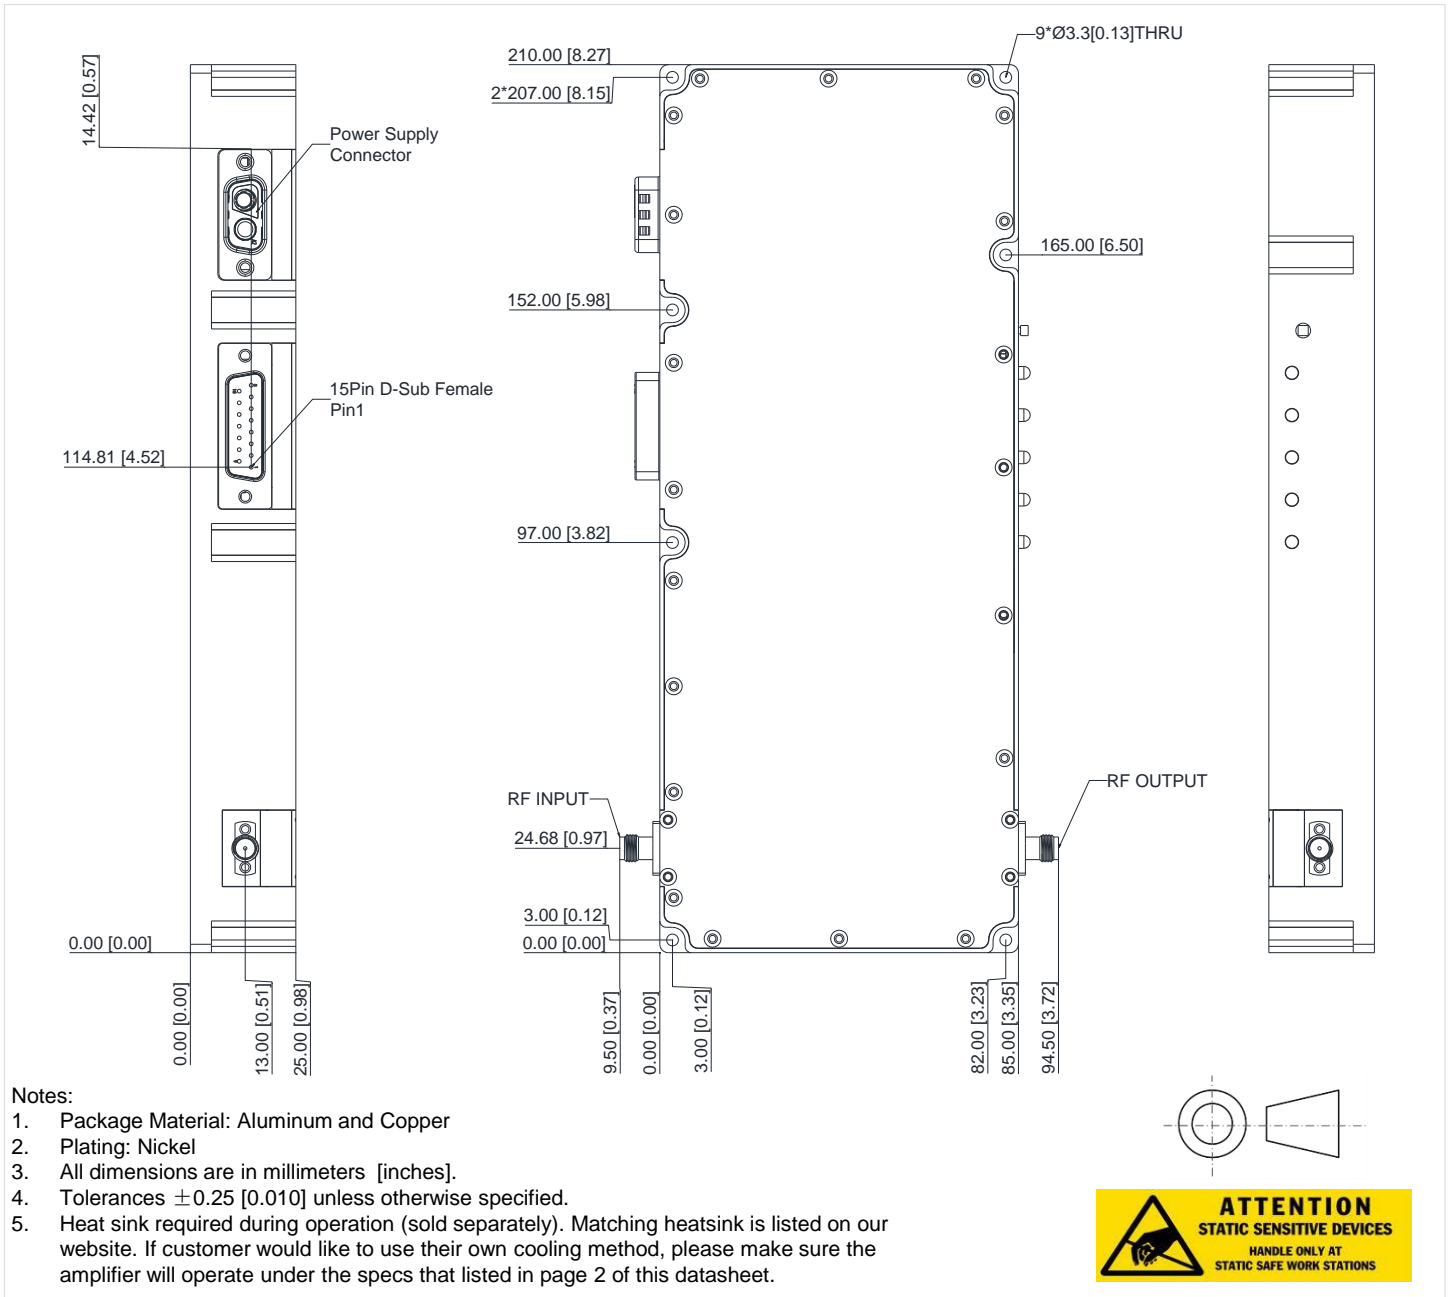 14.42 [0.57]
Power Supply
Connector
15Pin D-Sub Female
Pin1
114.81 [4.52]
0.00 [0.00]
0.00 [0.00]
13.00 [0.51]
25.00 [0.98]
210.00 [8.27]
2*207.00 [8.15]
9*Ø3.3[0.13]THRU
165.00 [6.50]
152.00 [5.98]
97.00 [3.82]
RF INPUT
24.68 [0.97]
RF OUTPUT
3.00 [0.12]
0.00 [0.00]
9.50 [0.37]
0.00 [0.00]
3.00 [0.12]
82.00 [3.23]
85.00 [3.35]
94.50 [3.72]
Notes:
1. Package Material: Aluminum and Copper
2. Plating: Nickel
3. All dimensions are in millimeters [inches].
4. Tolerances ±0.25 [0.010] unless otherwise specified.
5. Heat sink required during operation (sold separately). Matching heatsink is listed on our
website. If customer would like to use their own cooling method, please make sure the
amplifier will operate under the specs that listed in page 2 of this datasheet.
ATTENTION
STATIC SENSITIVE DEVICES
HANDLE ONLY AT
STATIC SAFE WORK STATIONS